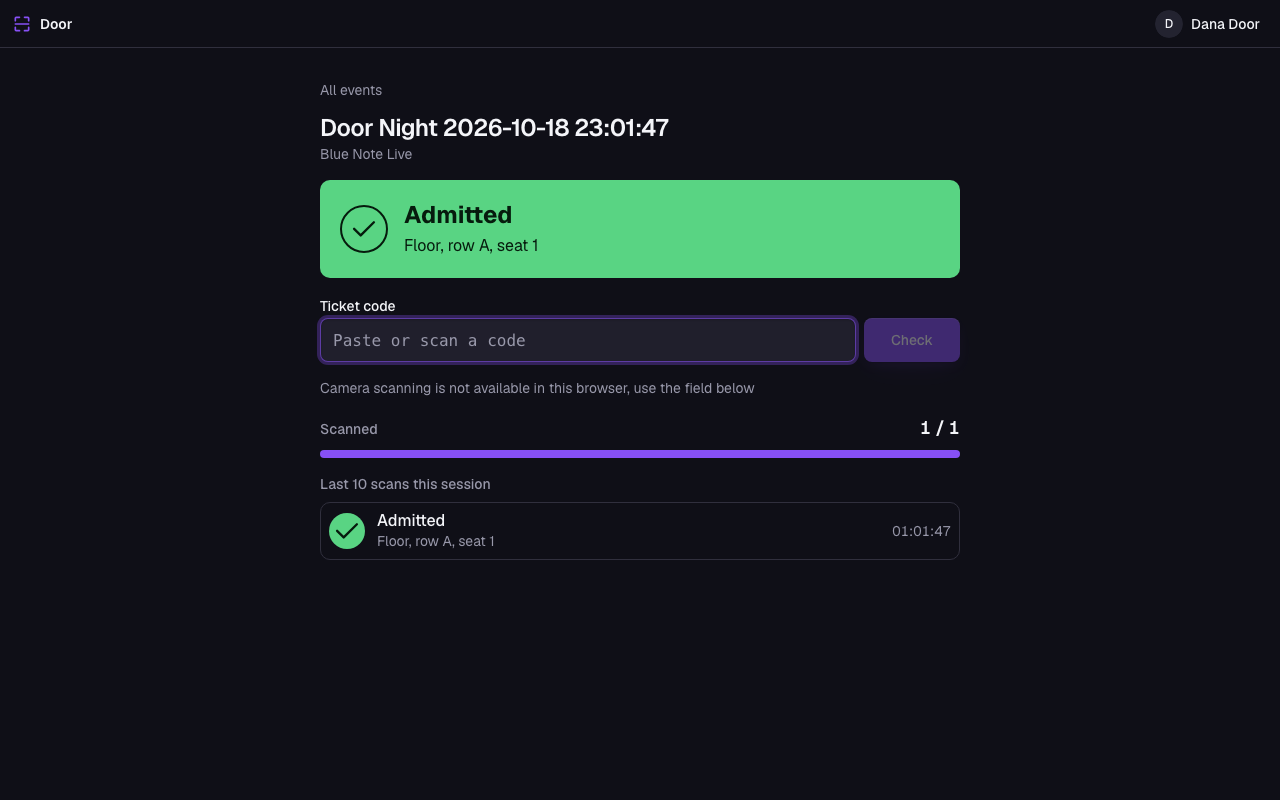 Door
D
Dana Door
All events
Door Night 2026-10-18 23:01:47
Blue Note Live
Admitted
Floor, row A, seat 1
Ticket code
Paste or scan a code
Check
Camera scanning is not available in this browser, use the field below
Scanned
1 / 1
Last 10 scans this session
Admitted
Floor, row A, seat 1
01:01:47